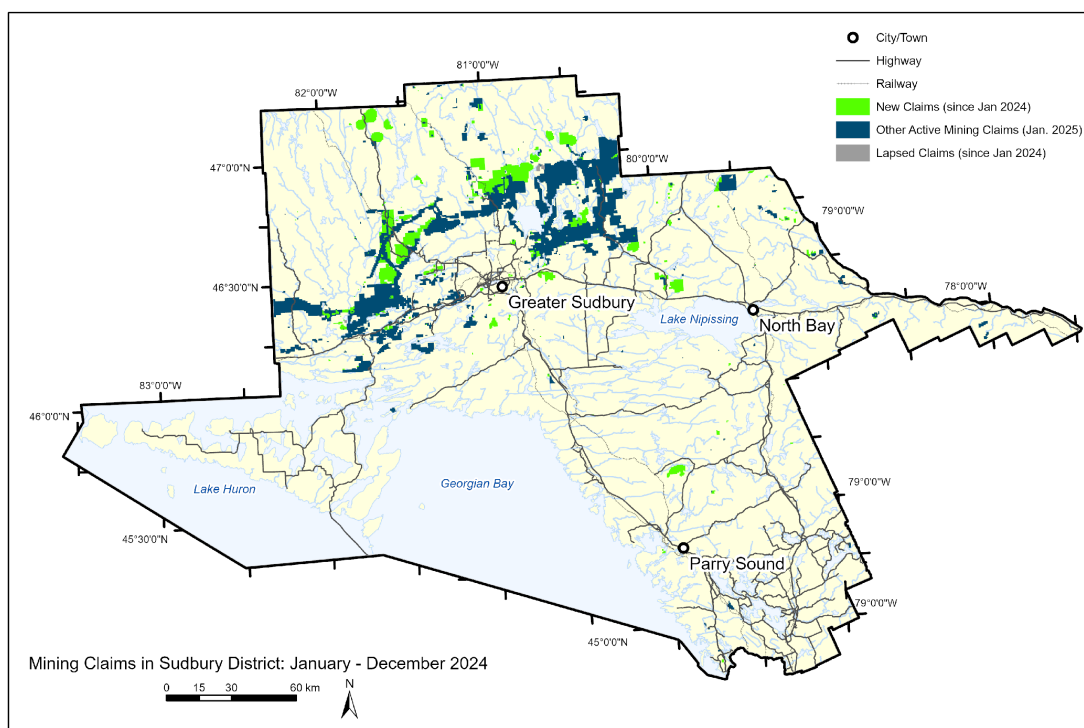 City/Town
Highway
Railway
New Claims (since Jan 2024)
Other Active Mining Claims (Jan. 2025)
Lapsed Claims (since Jan 2024)
81°0'0"W
82°0'0"W
47°0'0"N
80°0'0"W
79°0'0"W
46°30'0"N
Greater Sudbury
78°0'0"W
Lake Nipissing
North Bay
83°0'0"W
46°0'0"N
Lake Huron
Georgian Bay
79°0'0"W
45°30'0"N
Parry Sound
79°0'0"W
45°0'0"N
Mining Claims in Sudbury District: January - December 2024
0 15 30 60 km
N